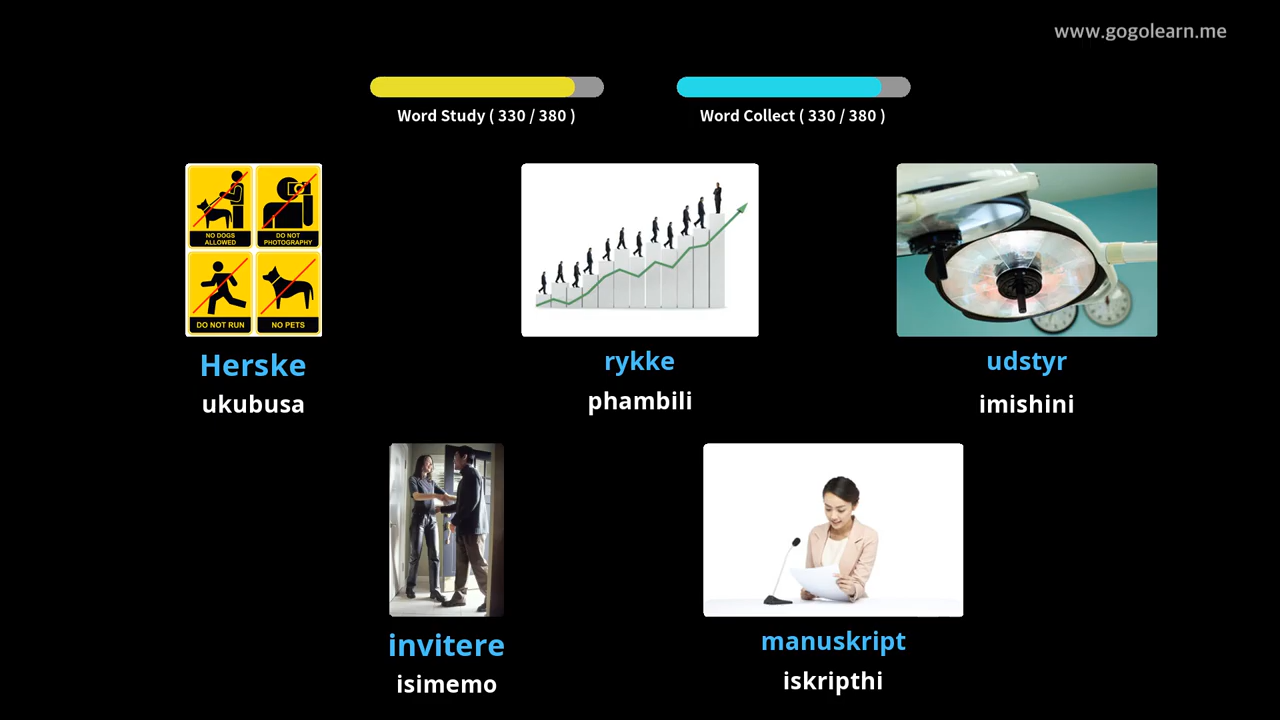 www.gogolearn.me
Word Study ( 330 / 380 )
Word Collect ( 330 / 380 )
NO DOGS
ALLOWED
DO NOT
PHOTOGRAPHY
DO NOT RUN
NO PETS
Herske
ukubusa
rykke
phambili
udstyr
imishini
invitere
isimemo
manuskript
iskripthi